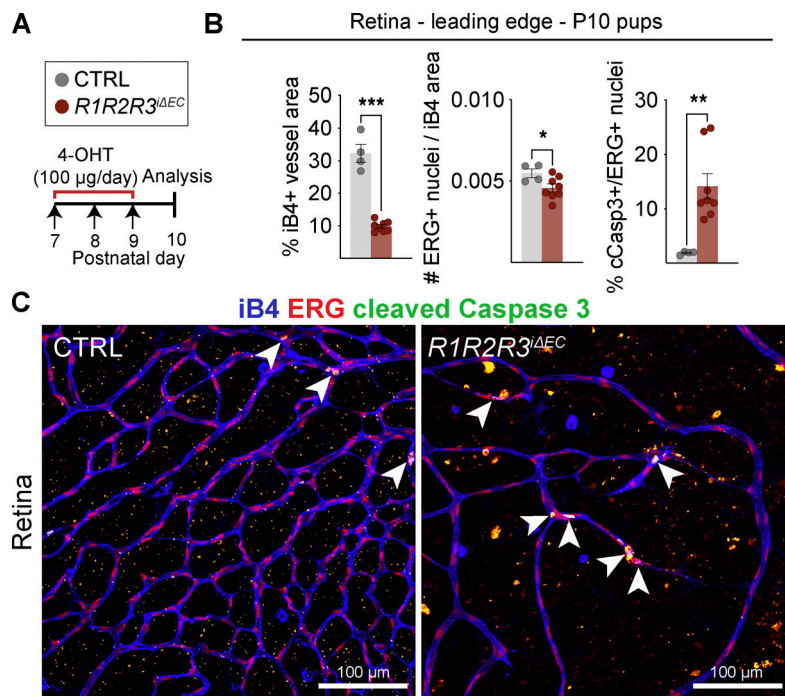 A
CTRL
R1R2R3iΔEC
4-OHT
(100 µg/day) Analysis
7 8 9 10
Postnatal day
B
Retina - leading edge - P10 pups
% iB4+ vessel area
50
40
30
20
10
***
# ERG+ nuclei / iB4 area
0.010
0.005
*
% cCasp3+/ERG+ nuclei
30
20
10
**
C
iB4 ERG cleaved Caspase 3
Retina
CTRL
100 µm
R1R2R3iΔEC
100 µm